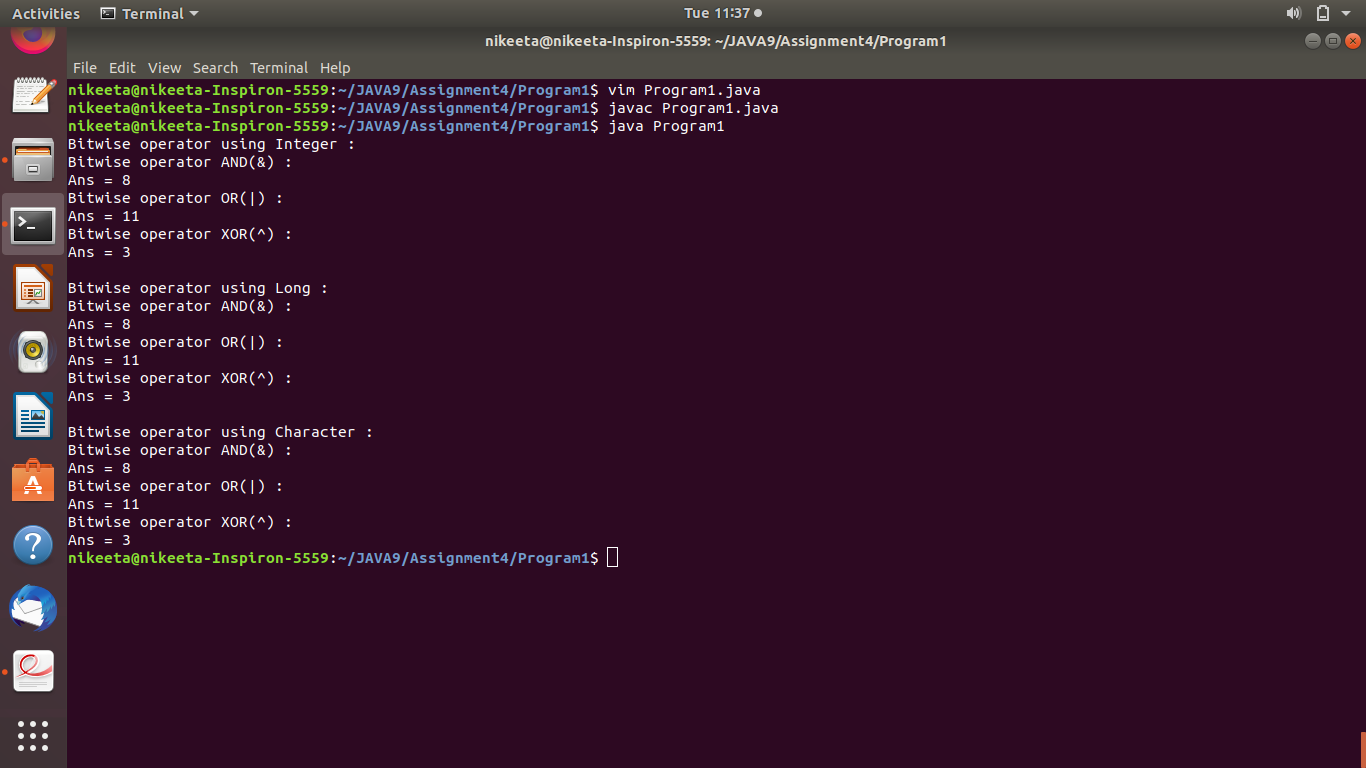 Activities Terminal Tue 11:37
nikeeta@nikeeta-Inspiron-5559: ~/JAVA9/Assignment4/Program1
File Edit View Search Terminal Help
nikeeta@nikeeta-Inspiron-5559:~/JAVA9/Assignment4/Program1$ vim Program1.java
nikeeta@nikeeta-Inspiron-5559:~/JAVA9/Assignment4/Program1$ javac Program1.java
nikeeta@nikeeta-Inspiron-5559:~/JAVA9/Assignment4/Program1$ java Program1
Bitwise operator using Integer :
Bitwise operator AND(&) :
Ans = 8
Bitwise operator OR(|) :
Ans = 11
Bitwise operator XOR(^) :
Ans = 3
Bitwise operator using Long :
Bitwise operator AND(&) :
Ans = 8
Bitwise operator OR(|) :
Ans = 11
Bitwise operator XOR(^) :
Ans = 3
Bitwise operator using Character :
Bitwise operator AND(&) :
Ans = 8
Bitwise operator OR(|) :
Ans = 11
Bitwise operator XOR(^) :
Ans = 3
nikeeta@nikeeta-Inspiron-5559:~/JAVA9/Assignment4/Program1$